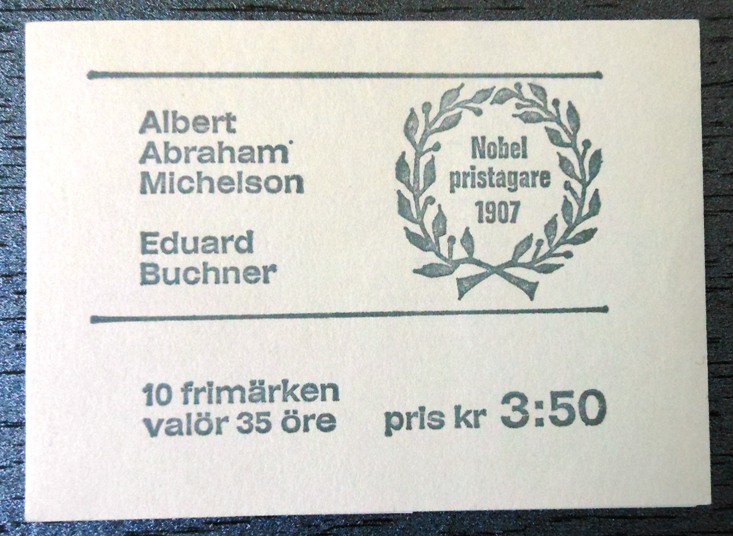 Albert
Abraham
Michelson
Eduard
Buchner
Nobel
pristagare
1907
10 frimärken
valör 35 öre
pris kr 3:50